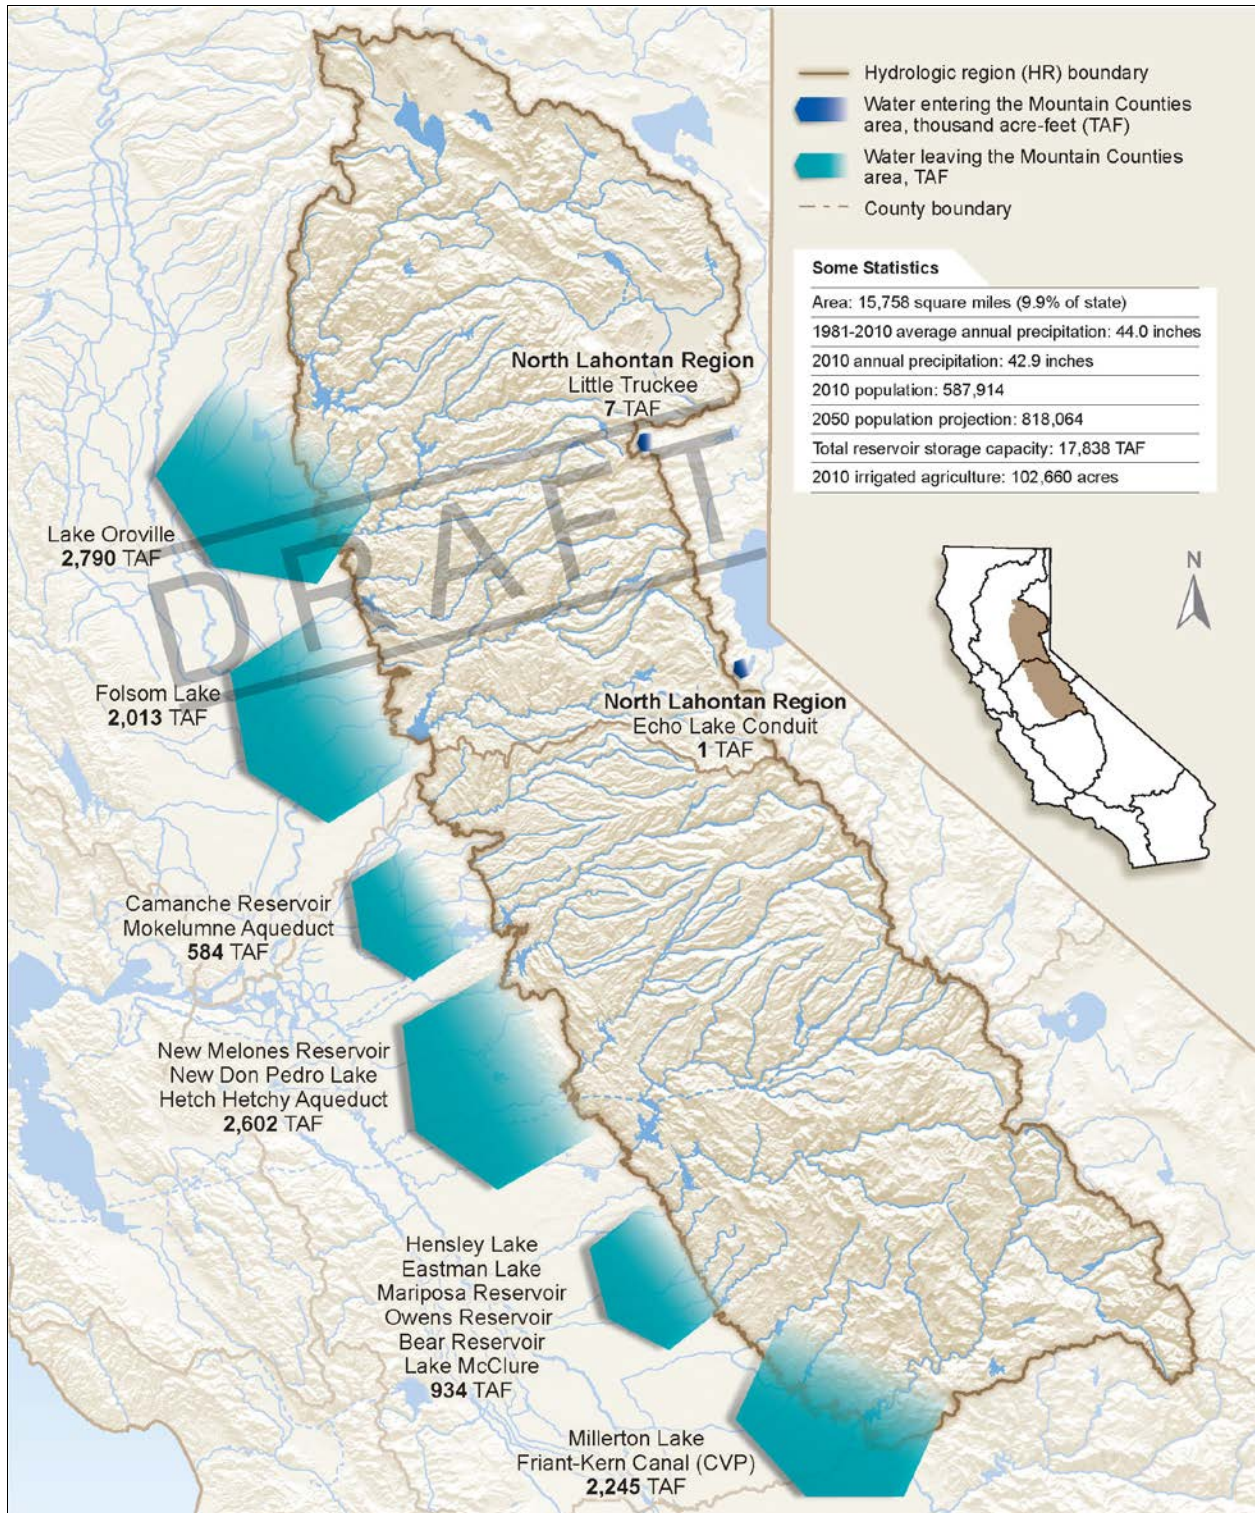 Hydrologic region (HR) boundary
Water entering the Mountain Counties
area, thousand acre-feet (TAF)
Water leaving the Mountain Counties
area, TAF
County boundary
Some Statistics
Area: 15,758 square miles (9.9% of state)
1981-2010 average annual precipitation: 44.0 inches
2010 annual precipitation: 42.9 inches
2010 population: 587,914
2050 population projection: 818,064
Total reservoir storage capacity: 17,838 TAF
2010 irrigated agriculture: 102,660 acres
N
North Lahontan Region
Little Truckee
7 TAF
DRAFT
Lake Oroville
2,790 TAF
Folsom Lake
2,013 TAF
North Lahontan Region
Echo Lake Conduit
1 TAF
Camanche Reservoir
Mokelumne Aqueduct
584 TAF
New Melones Reservoir
New Don Pedro Lake
Hetch Hetchy Aqueduct
2,602 TAF
Hensley Lake
Eastman Lake
Mariposa Reservoir
Owens Reservoir
Bear Reservoir
Lake McClure
934 TAF
Millerton Lake
Friant-Kern Canal (CVP)
2,245 TAF